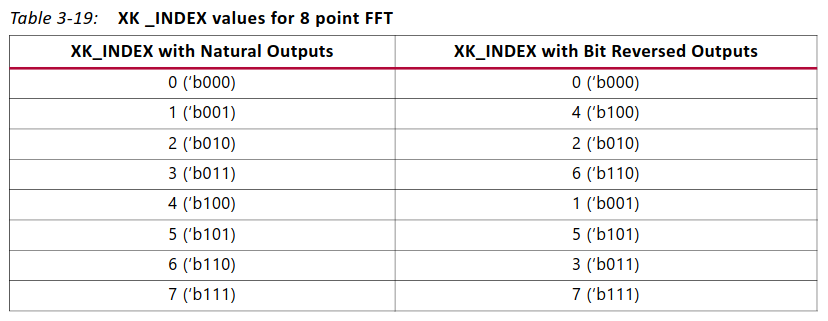 Table 3-19: XK _INDEX values for 8 point FFT
XK_INDEX with Natural Outputs XK_INDEX with Bit Reversed Outputs
0 (‘b000) 0 (‘b000)
1 (‘b001) 4 (‘b100)
2 (‘b010) 2 (‘b010)
3 (‘b011) 6 (‘b110)
4 (‘b100) 1 (‘b001)
5 (‘b101) 5 (‘b101)
6 (‘b110) 3 (‘b011)
7 (‘b111) 7 (‘b111)